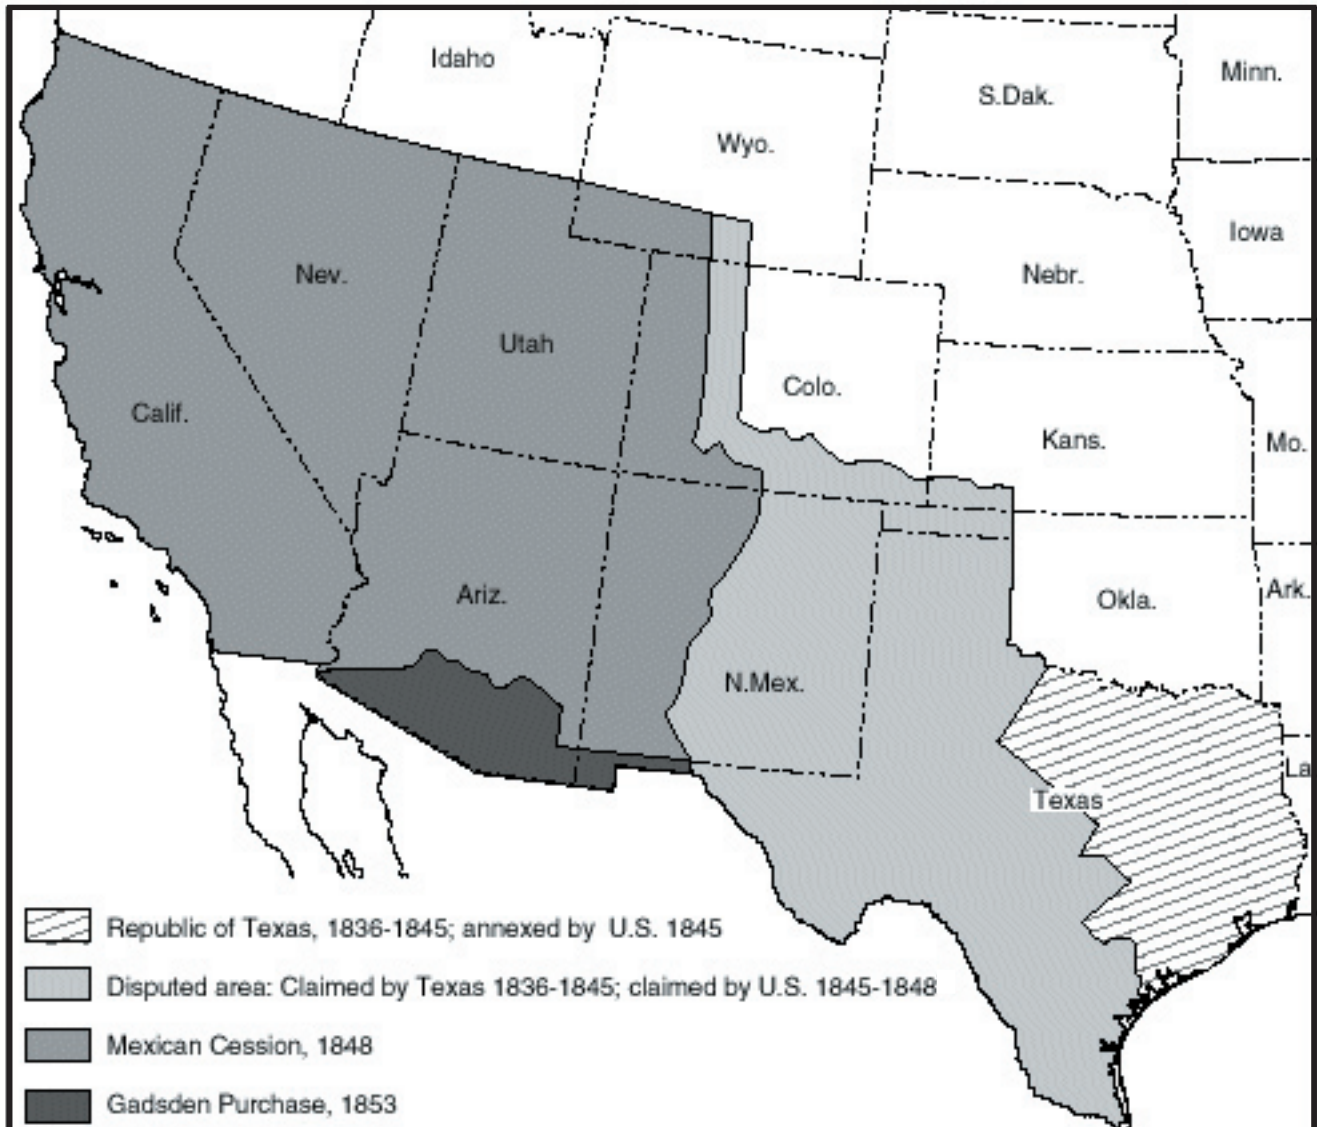 Idaho
Minn.
S.Dak.
Wyo.
Iowa
Nev.
Nebr.
Utah
Colo.
Calif.
Kans.
Mo.
Ariz.
Okla.
Ark.
N.Mex.
La
Texas
Republic of Texas, 1836-1845; annexed by U.S. 1845
Disputed area: Claimed by Texas 1836-1845; claimed by U.S. 1845-1848
Mexican Cession, 1848
Gadsden Purchase, 1853